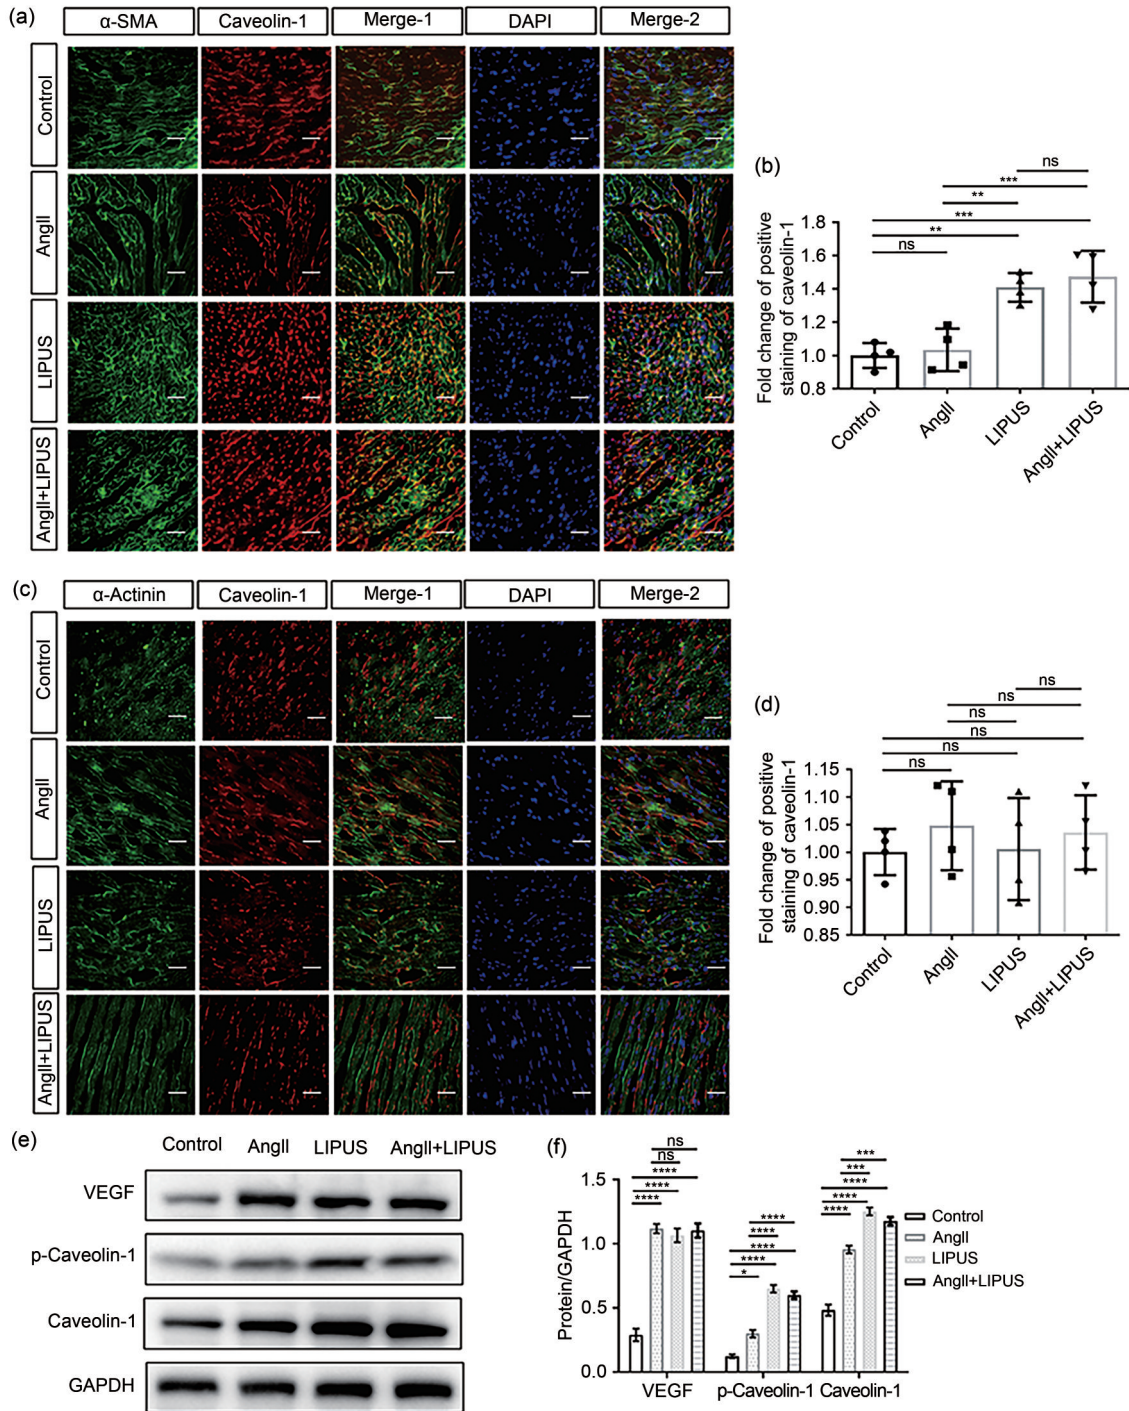 (a)
α-SMA Caveolin-1 Merge-1 DAPI Merge-2
Control
AngII
LIPUS
AngII+LIPUS
(b)
ns
***
**
***
**
ns
Fold change of positive
staining of caveolin-1
1.8
1.6
1.4
1.2
1.0
0.8
Control AngII LIPUS AngII+LIPUS
(c)
α-Actinin Caveolin-1 Merge-1 DAPI Merge-2
Control
AngII
LIPUS
AngII+LIPUS
(d)
ns
ns
ns
ns
ns
ns
Fold change of positive
staining of caveolin-1
1.15
1.10
1.05
1.00
0.95
0.90
0.85
Control AngII LIPUS AngII+LIPUS
(e)
Control AngII LIPUS AngII+LIPUS
VEGF
p-Caveolin-1
Caveolin-1
GAPDH
(f)
ns
ns
****
****
****
****
****
****
****
*
***
***
****
****
****
Protein/GAPDH
1.5
1.0
0.5
0.0
VEGF p-Caveolin-1 Caveolin-1
Control
AngII
LIPUS
AngII+LIPUS